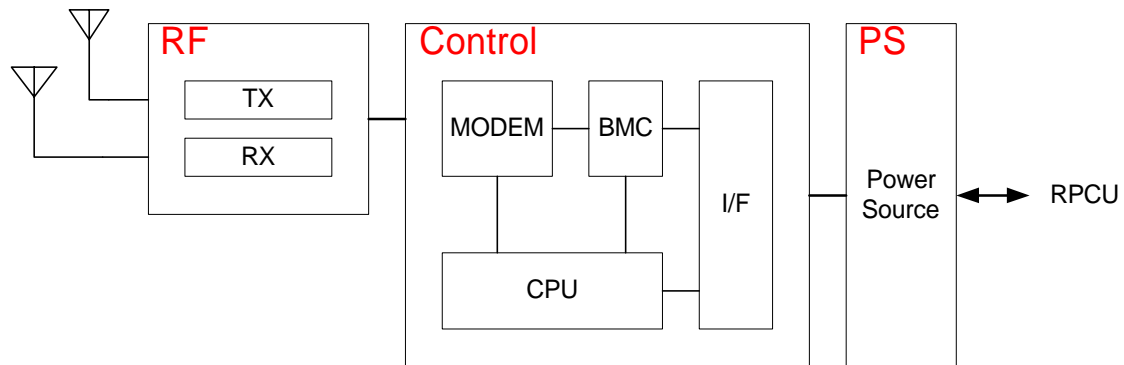 RF
Control
PS
TX
RX
MODEM
BMC
I/F
CPU
Power
Source
RPCU